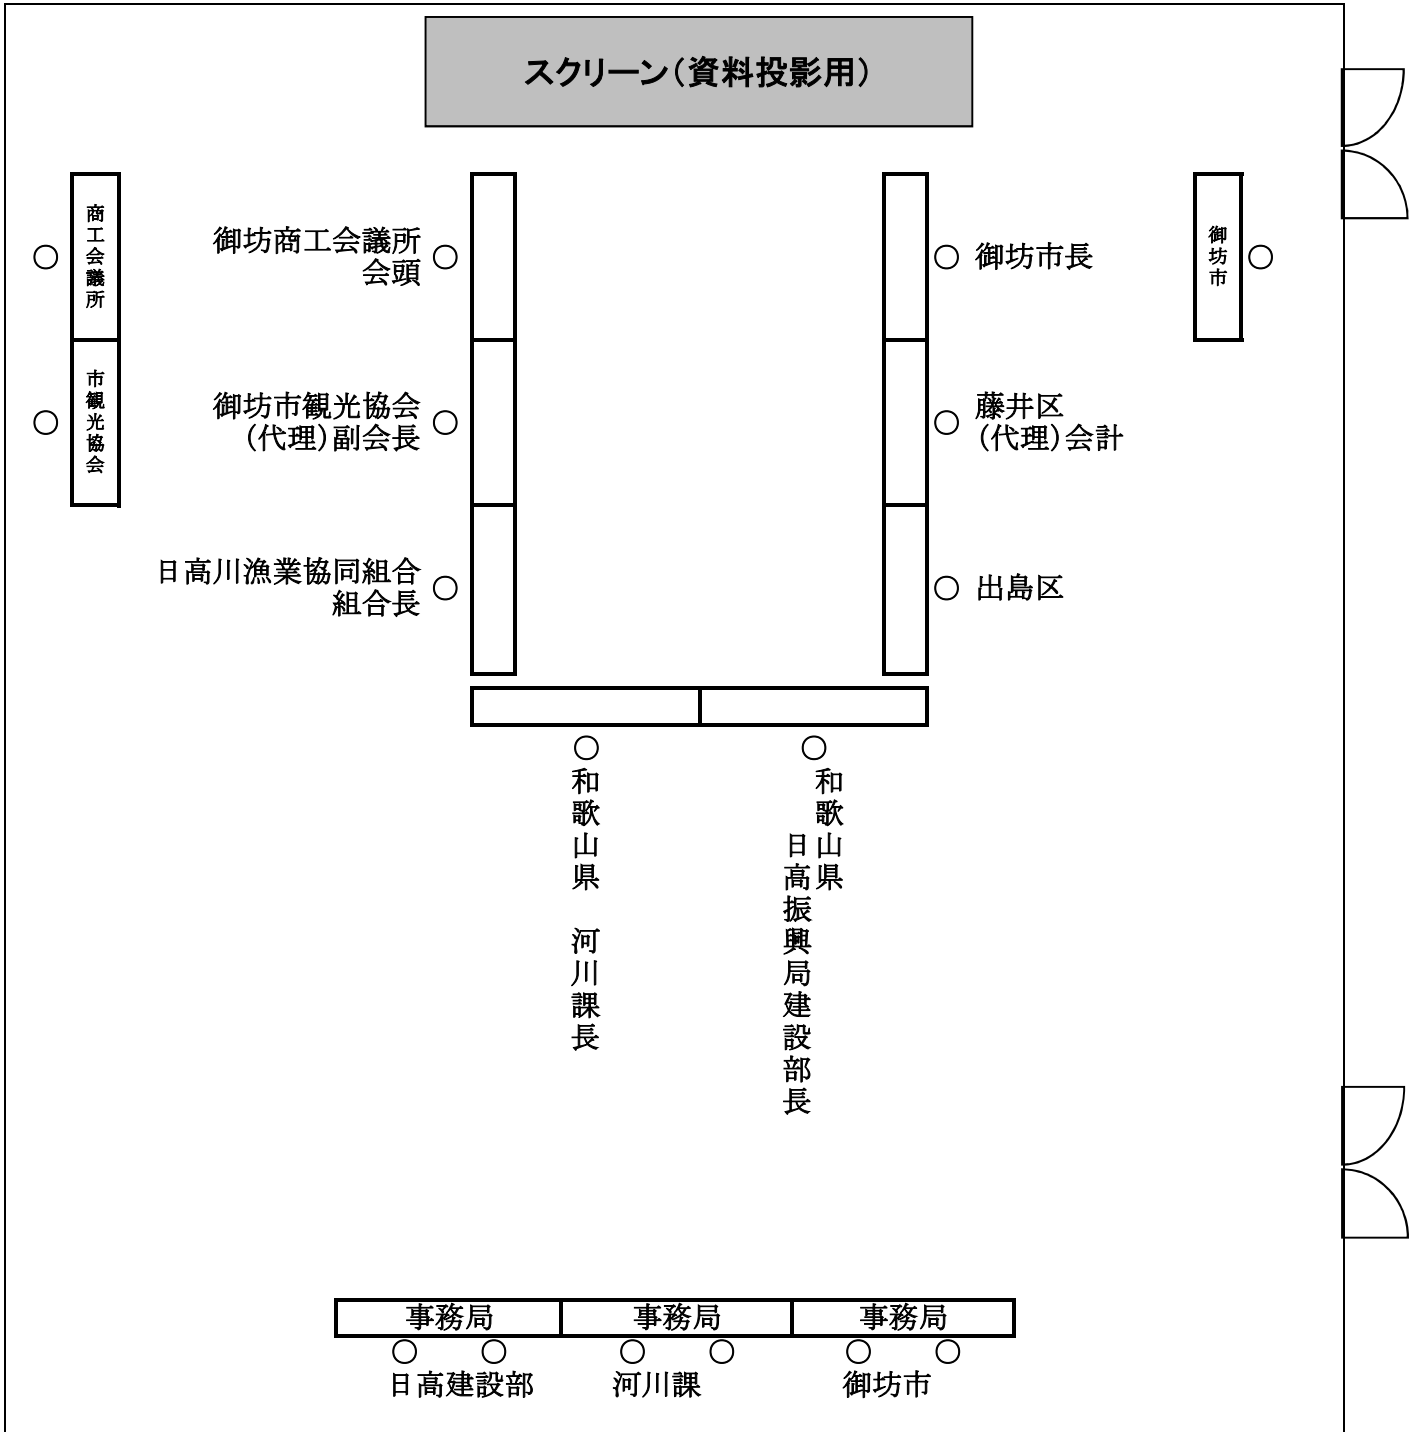 スクリーン（資料投影用）
商工会議所
市観光協会
御坊商工会議所
会頭
御坊市観光協会
（代理）副会長
日高川漁業協同組合
組合長
御坊市長
藤井区
（代理）会計
出島区
御坊市
和歌山県　河川課長
和歌山県
日高振興局建設部長
事務局
事務局
事務局
日高建設部
河川課
御坊市